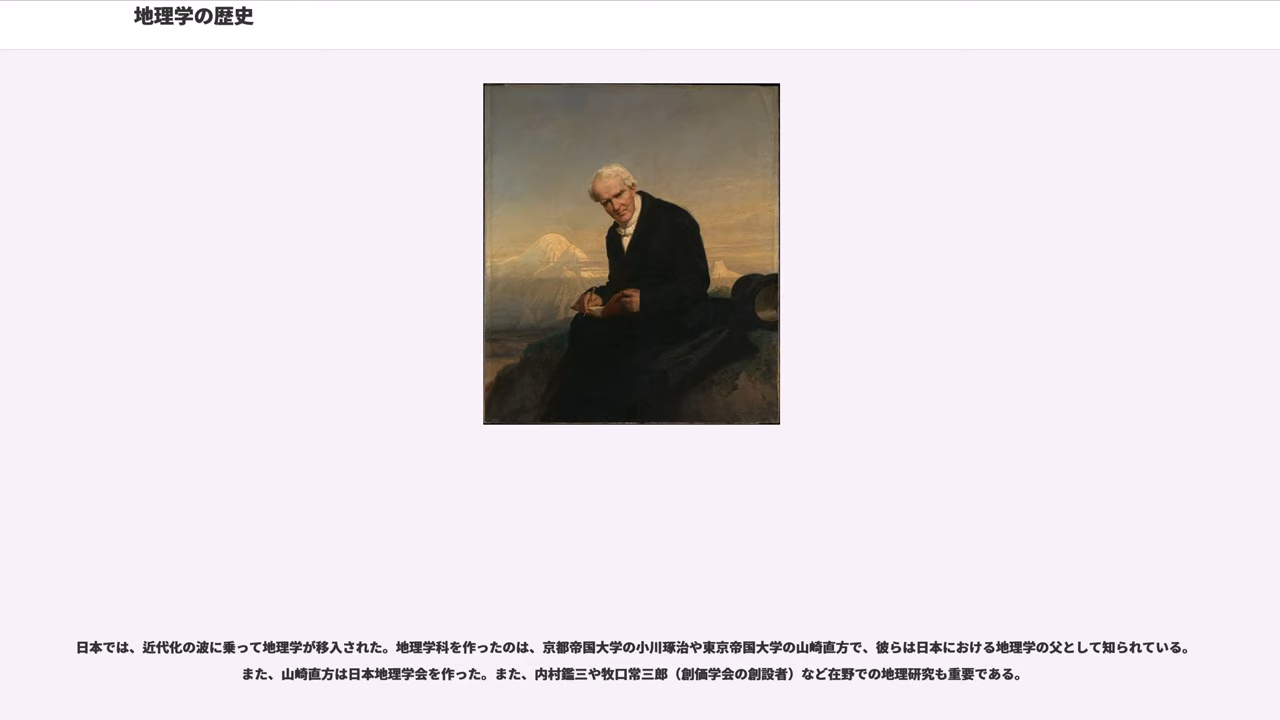 地理学の歴史
日本では、近代化の波に乗って地理学が移入された。地理学科を作ったのは、京都帝国大学の小川琢治や東京帝国大学の山崎直方で、彼らは日本における地理学の父として知られている。
また、山崎直方は日本地理学会を作った。また、内村鑑三や牧口常三郎（創価学会の創設者）など在野での地理研究も重要である。